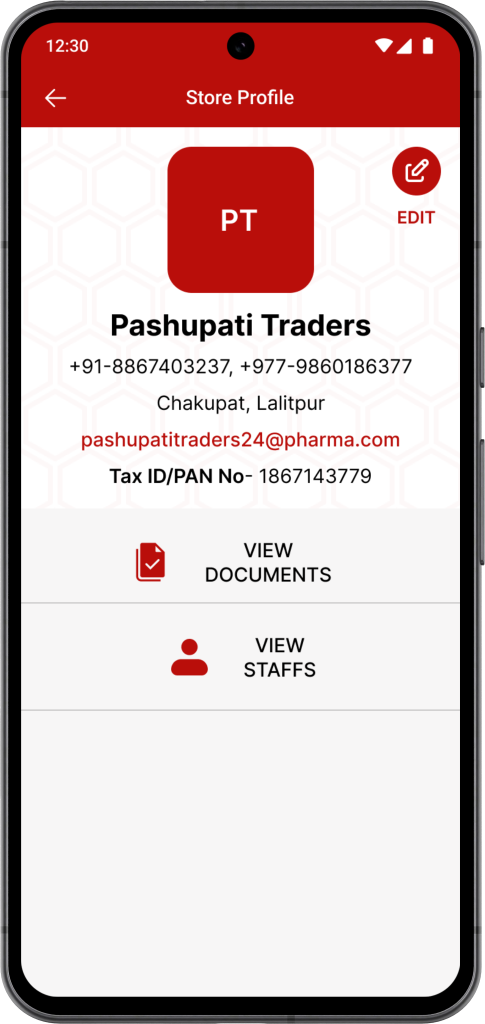 12:30
Store Profile
PT
EDIT
Pashupati Traders
+91-8867403237, +977-9860186377
Chakupat, Lalitpur
pashupatitraders24@pharma.com
Tax ID/PAN No- 1867143779
VIEW
DOCUMENTS
VIEW
STAFFS